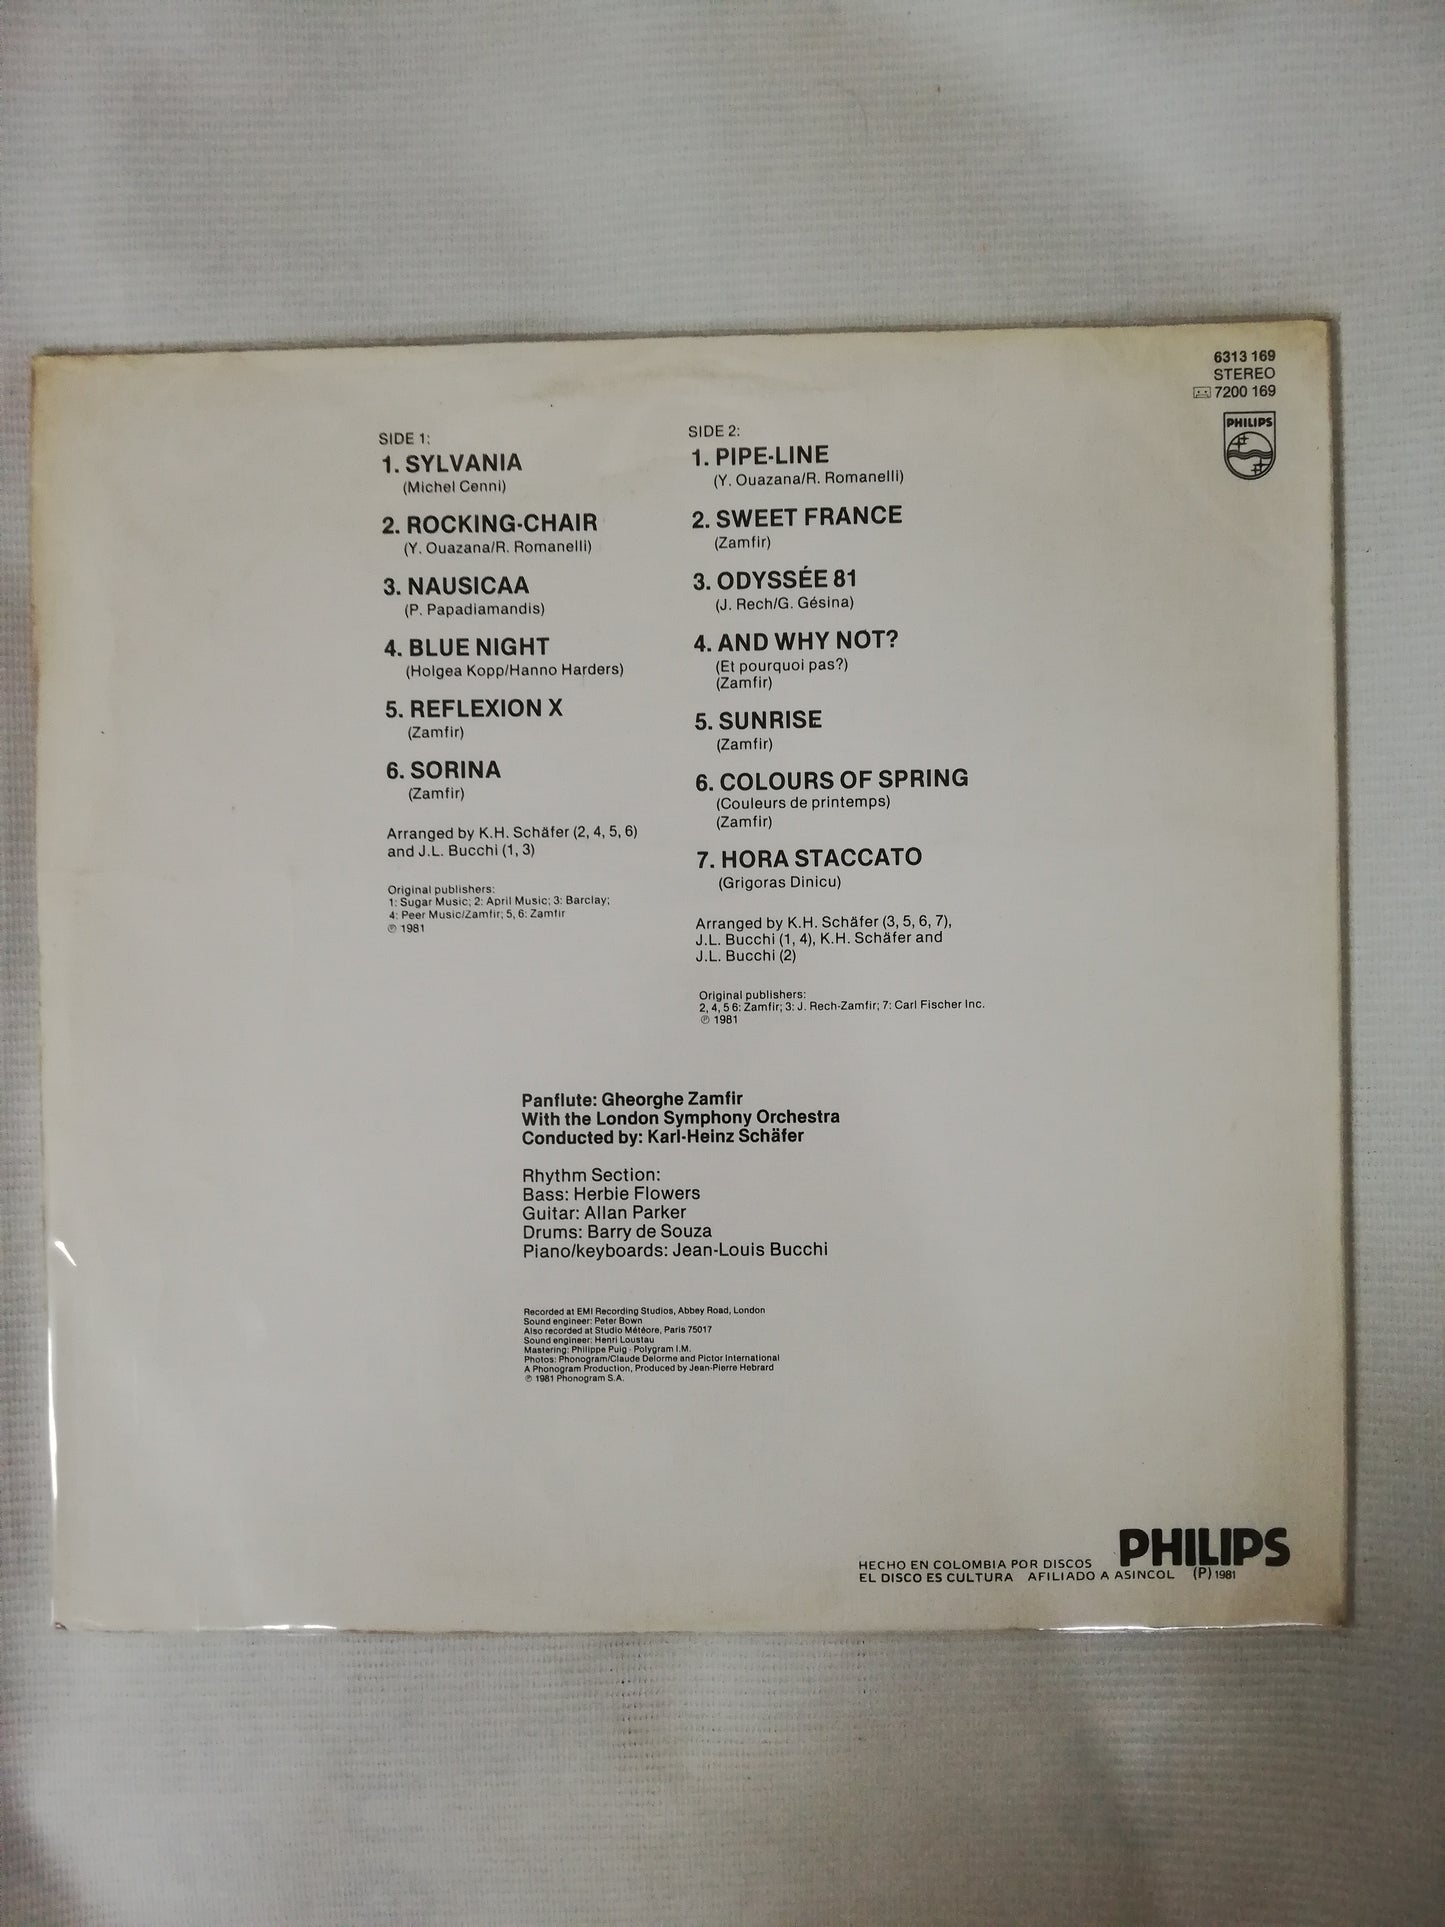 6313 169
STEREO
7200 169
PHILIPS
SIDE 1:
1. SYLVANIA
(Michel Cenni)
2. ROCKING-CHAIR
(Y. Ouazana/R. Romanelli)
3. NAUSICAA
(P. Papadiamandis)
4. BLUE NIGHT
(Holgea Kopp/Hanno Harders)
5. REFLEXION X
(Zamfir)
6. SORINA
(Zamfir)
Arranged by K.H. Schäfer (2, 4, 5, 6)
and J.L. Bucchi (1, 3)
Original publishers:
1: Sugar Music; 2: April Music; 3: Barclay;
4: Peer Music/Zamfir; 5, 6: Zamfir
℗ 1981
SIDE 2:
1. PIPE-LINE
(Y. Ouazana/R. Romanelli)
2. SWEET FRANCE
(Zamfir)
3. ODYSSÉE 81
(J. Rech/G. Gésina)
4. AND WHY NOT?
(Et pourquoi pas?)
(Zamfir)
5. SUNRISE
(Zamfir)
6. COLOURS OF SPRING
(Couleurs de printemps)
(Zamfir)
7. HORA STACCATO
(Grigoras Dinicu)
Arranged by K.H. Schäfer (3, 5, 6, 7),
J.L. Bucchi (1, 4), K.H. Schäfer and
J.L. Bucchi (2)
Original publishers:
2, 4, 5 6: Zamfir; 3: J. Rech-Zamfir; 7: Carl Fischer Inc.
℗ 1981
Panflute: Gheorghe Zamfir
With the London Symphony Orchestra
Conducted by: Karl-Heinz Schäfer
Rhythm Section:
Bass: Herbie Flowers
Guitar: Allan Parker
Drums: Barry de Souza
Piano/keyboards: Jean-Louis Bucchi
Recorded at EMI Recording Studios, Abbey Road, London
Sound engineer: Peter Bown
Also recorded at Studio Météore, Paris 75017
Sound engineer: Henri Loustau
Mastering: Philippe Puig - Polygram I.M.
Photos: Phonogram/Claude Delorme and Pictor International
A Phonogram Production, Produced by Jean-Pierre Hebrard
℗ 1981 Phonogram S.A.
PHILIPS
HECHO EN COLOMBIA POR DISCOS
EL DISCO ES CULTURA AFILIADO A ASINCOL (P) 1981